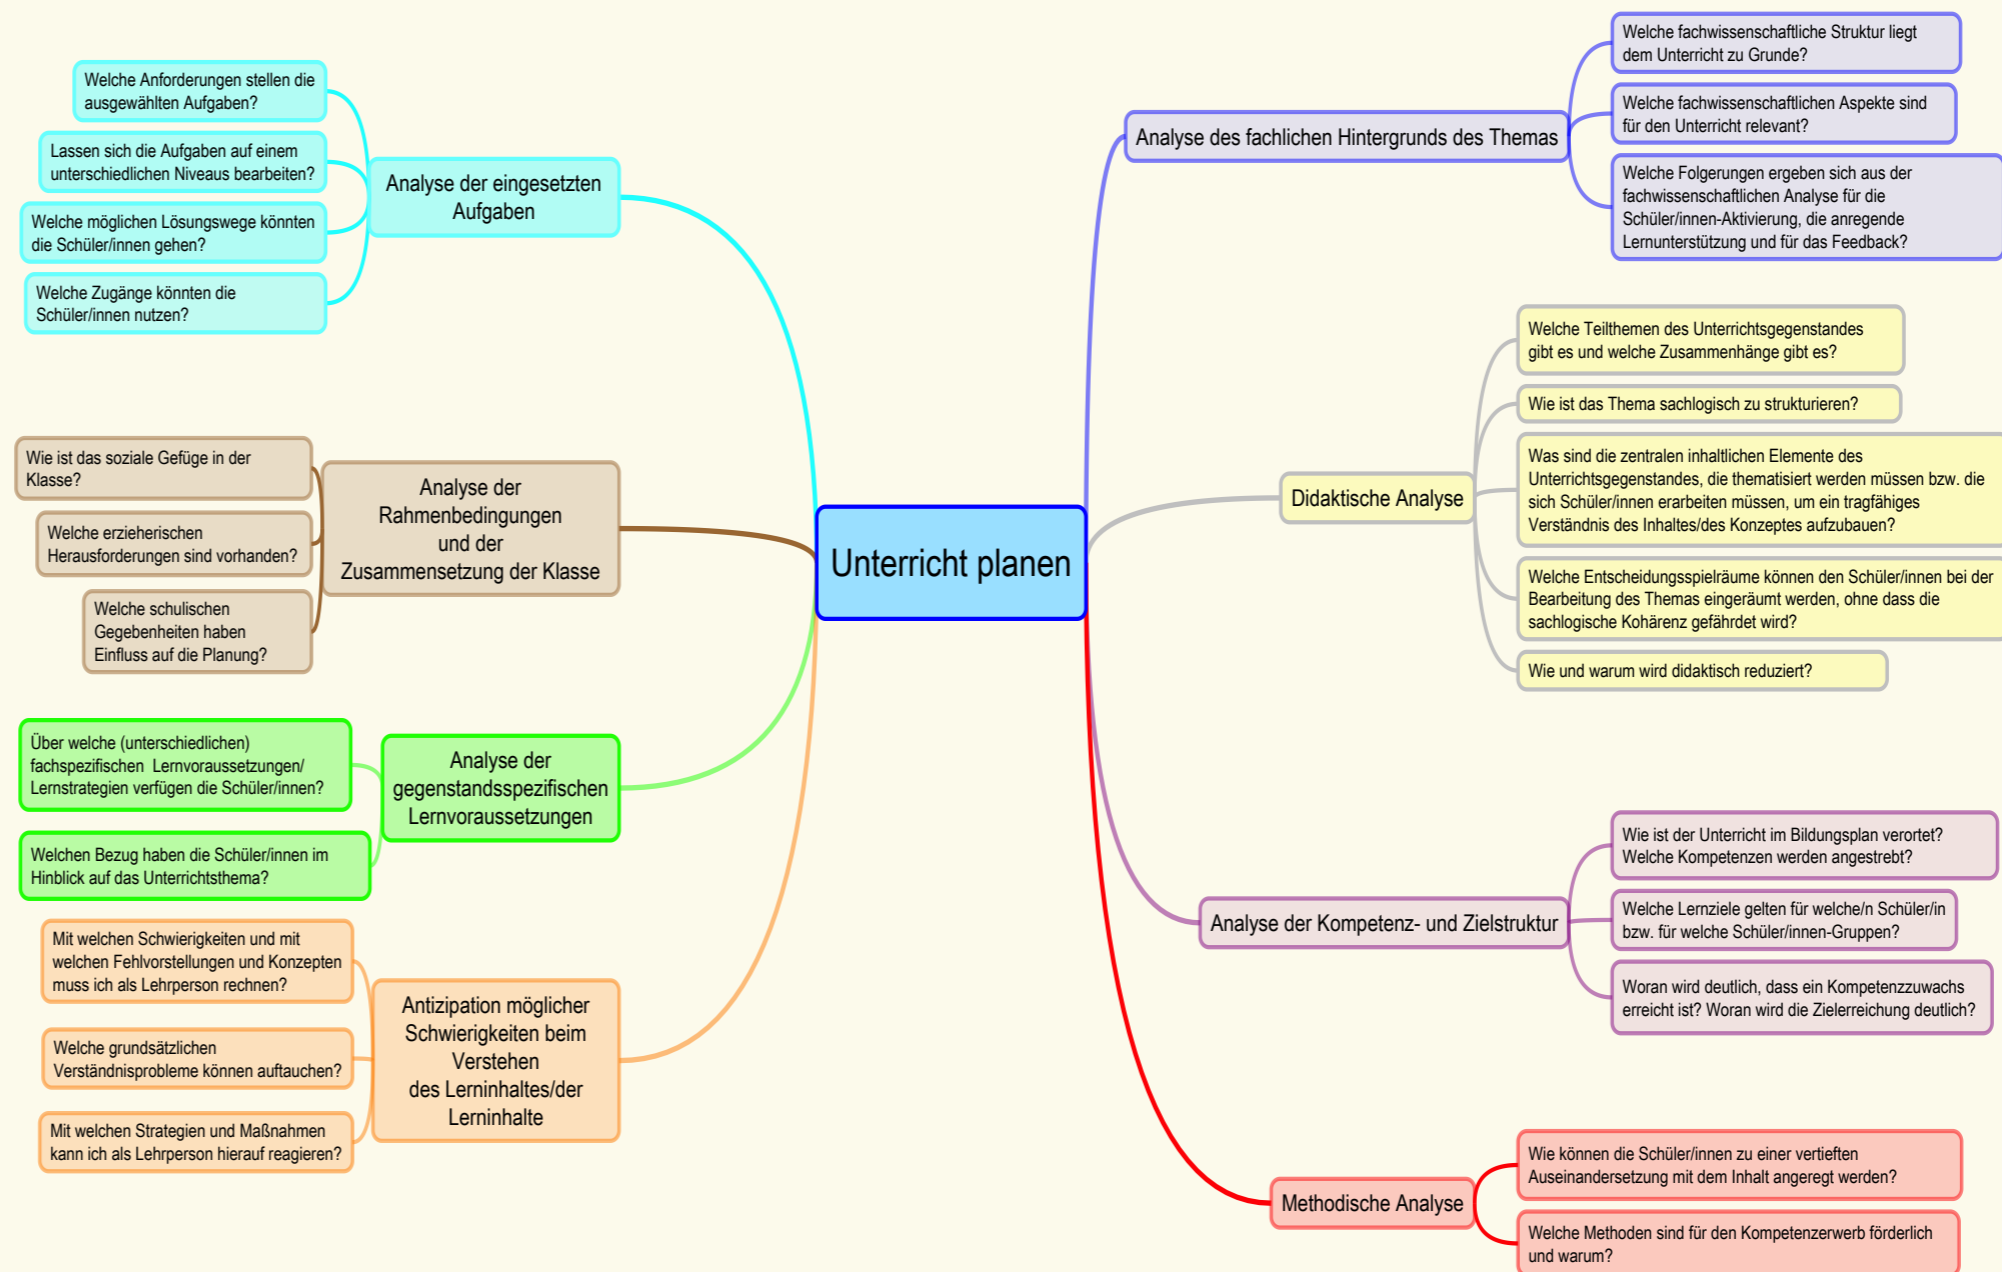 Unterricht planen
Analyse des fachlichen Hintergrunds des Themas
Welche fachwissenschaftliche Struktur liegt
dem Unterricht zu Grunde?
Welche fachwissenschaftlichen Aspekte sind
für den Unterricht relevant?
Welche Folgerungen ergeben sich aus der
fachwissenschaftlichen Analyse für die
Schüler/innen-Aktivierung, die anregende
Lernunterstützung und für das Feedback?
Didaktische Analyse
Welche Teilthemen des Unterrichtsgegenstandes
gibt es und welche Zusammenhänge gibt es?
Wie ist das Thema sachlogisch zu strukturieren?
Was sind die zentralen inhaltlichen Elemente des
Unterrichtsgegenstandes, die thematisiert werden müssen bzw. die
sich Schüler/innen erarbeiten müssen, um ein tragfähiges
Verständnis des Inhaltes/des Konzeptes aufzubauen?
Welche Entscheidungsspielräume können den Schüler/innen bei der
Bearbeitung des Themas eingeräumt werden, ohne dass die
sachlogische Kohärenz gefährdet wird?
Wie und warum wird didaktisch reduziert?
Analyse der Kompetenz- und Zielstruktur
Wie ist der Unterricht im Bildungsplan verortet?
Welche Kompetenzen werden angestrebt?
Welche Lernziele gelten für welche/n Schüler/in
bzw. für welche Schüler/innen-Gruppen?
Woran wird deutlich, dass ein Kompetenzzuwachs
erreicht ist? Woran wird die Zielerreichung deutlich?
Methodische Analyse
Wie können die Schüler/innen zu einer vertieften
Auseinandersetzung mit dem Inhalt angeregt werden?
Welche Methoden sind für den Kompetenzerwerb förderlich
und warum?
Analyse der eingesetzten
Aufgaben
Welche Anforderungen stellen die
ausgewählten Aufgaben?
Lassen sich die Aufgaben auf einem
unterschiedlichen Niveaus bearbeiten?
Welche möglichen Lösungswege könnten
die Schüler/innen gehen?
Welche Zugänge könnten die
Schüler/innen nutzen?
Analyse der
Rahmenbedingungen
und der
Zusammensetzung der Klasse
Wie ist das soziale Gefüge in der
Klasse?
Welche erzieherischen
Herausforderungen sind vorhanden?
Welche schulischen
Gegebenheiten haben
Einfluss auf die Planung?
Analyse der
gegenstandsspezifischen
Lernvoraussetzungen
Über welche (unterschiedlichen)
fachspezifischen Lernvoraussetzungen/
Lernstrategien verfügen die Schüler/innen?
Welchen Bezug haben die Schüler/innen im
Hinblick auf das Unterrichtsthema?
Antizipation möglicher
Schwierigkeiten beim
Verstehen
des Lerninhaltes/der
Lerninhalte
Mit welchen Schwierigkeiten und mit
welchen Fehlvorstellungen und Konzepten
muss ich als Lehrperson rechnen?
Welche grundsätzlichen
Verständnisprobleme können auftauchen?
Mit welchen Strategien und Maßnahmen
kann ich als Lehrperson hierauf reagieren?